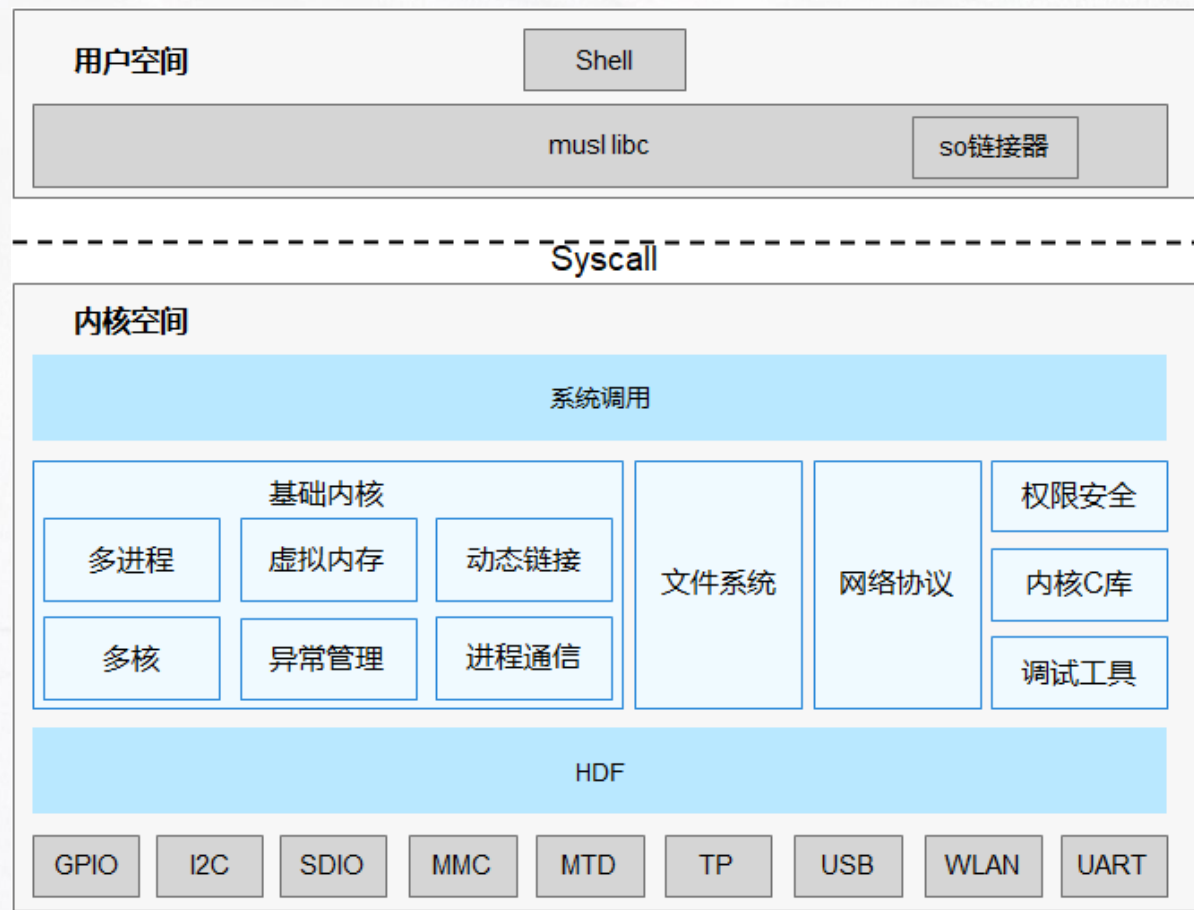 用户空间
Shell
musl libc
so链接器
Syscall
内核空间
系统调用
基础内核
多进程
虚拟内存
动态链接
多核
异常管理
进程通信
文件系统
网络协议
权限安全
内核C库
调试工具
HDF
GPIO
I2C
SDIO
MMC
MTD
TP
USB
WLAN
UART